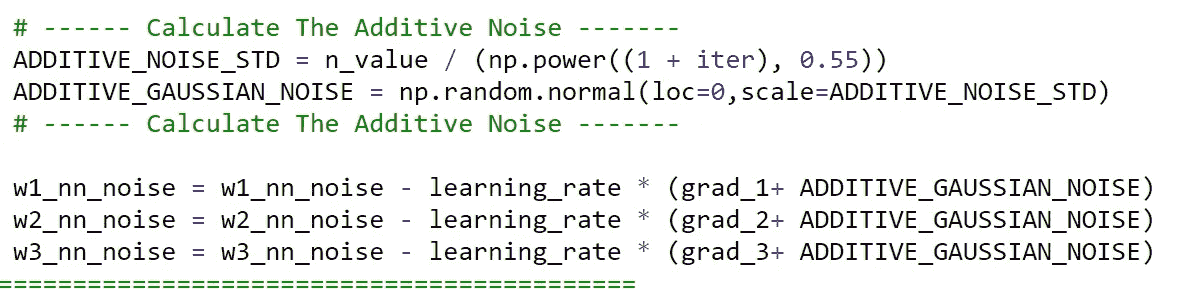 # ------ Calculate The Additive Noise -------
ADDITIVE_NOISE_STD = n_value / (np.power((1 + iter), 0.55))
ADDITIVE_GAUSSIAN_NOISE = np.random.normal(loc=0,scale=ADDITIVE_NOISE_STD)
# ------ Calculate The Additive Noise -------
w1_nn_noise = w1_nn_noise - learning_rate * (grad_1+ ADDITIVE_GAUSSIAN_NOISE)
w2_nn_noise = w2_nn_noise - learning_rate * (grad_2+ ADDITIVE_GAUSSIAN_NOISE)
w3_nn_noise = w3_nn_noise - learning_rate * (grad_3+ ADDITIVE_GAUSSIAN_NOISE)
===========================================